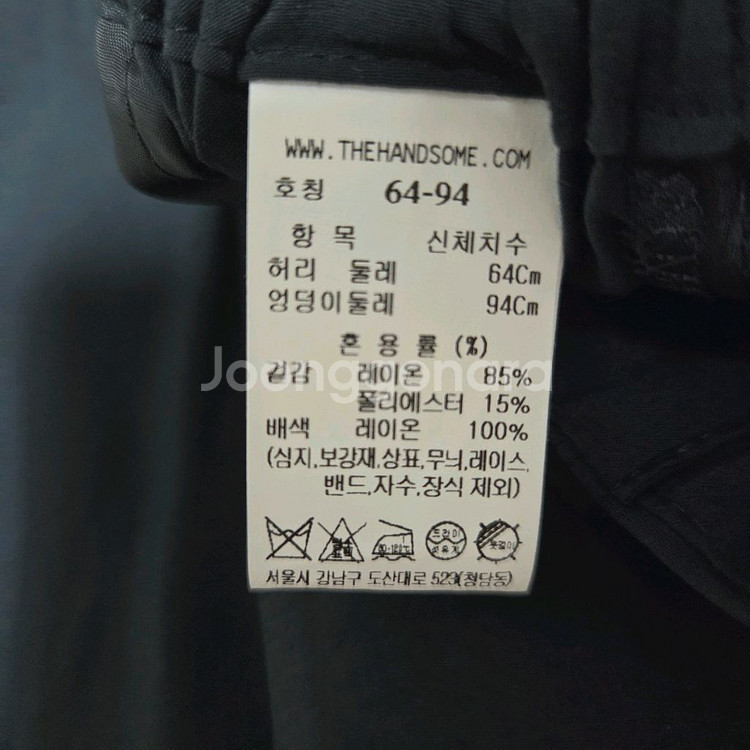 WWW.THEHANDSOME.COM
호칭 64-94
항 목 신체치수
허리 둘레 64Cm
엉덩이둘레 94Cm
혼 용 률 (%)
겉감 레이온 85%
폴리에스터 15%
배색 레이온 100%
(심지,보강재,상표,무늬,레이스,
밴드,자수,장식 제외)
드라이
서울시 강남구 도산대로 523(청담동)
Joonggonara